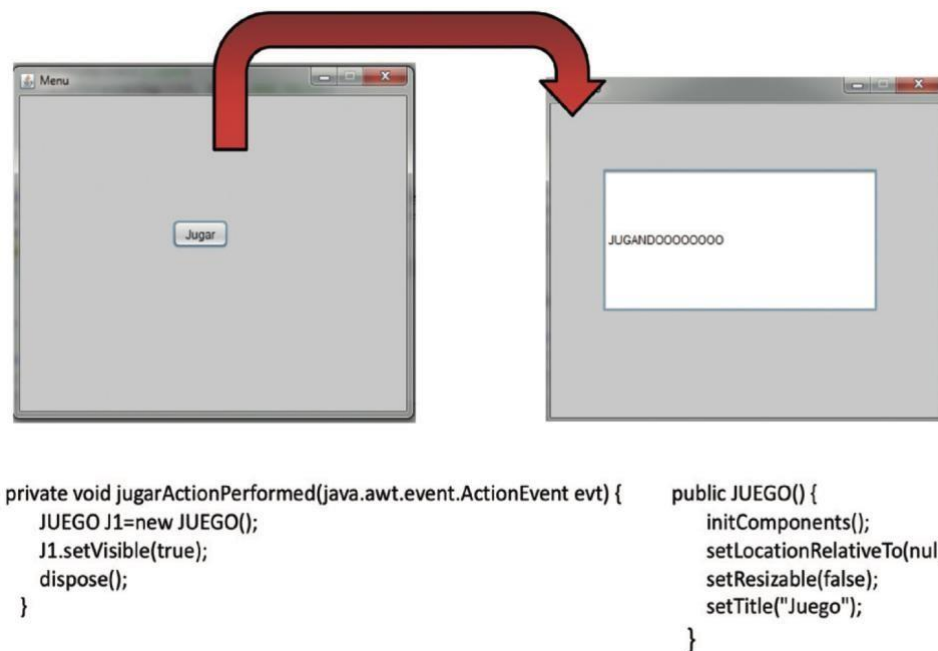 Menu
Jugar
JUGANDOOOOOOOO
private void jugarActionPerformed(java.awt.event.ActionEvent evt) {
JUEGO J1=new JUEGO();
J1.setVisible(true);
dispose();
}
public JUEGO() {
initComponents();
setLocationRelativeTo(nul
setResizable(false);
setTitle("Juego");
}